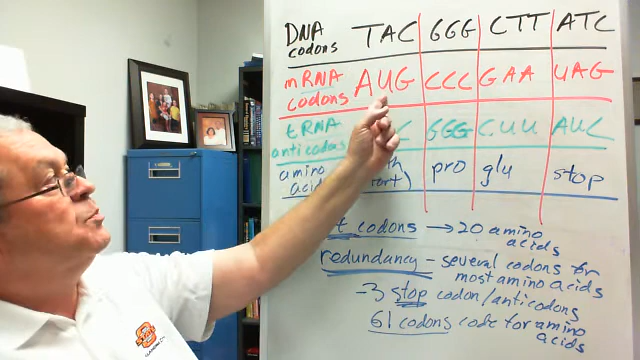 DNA codons TAC GGG CTT ATC
mRNA codons AUG CCC GAA UAG
tRNA anticodons C GGG CUU AUC
amino acids pro glu stop
codons → 20 amino acids
redundancy - several codons for most amino acids
- 3 stop codon/anticodons
61 codons code for amino acids